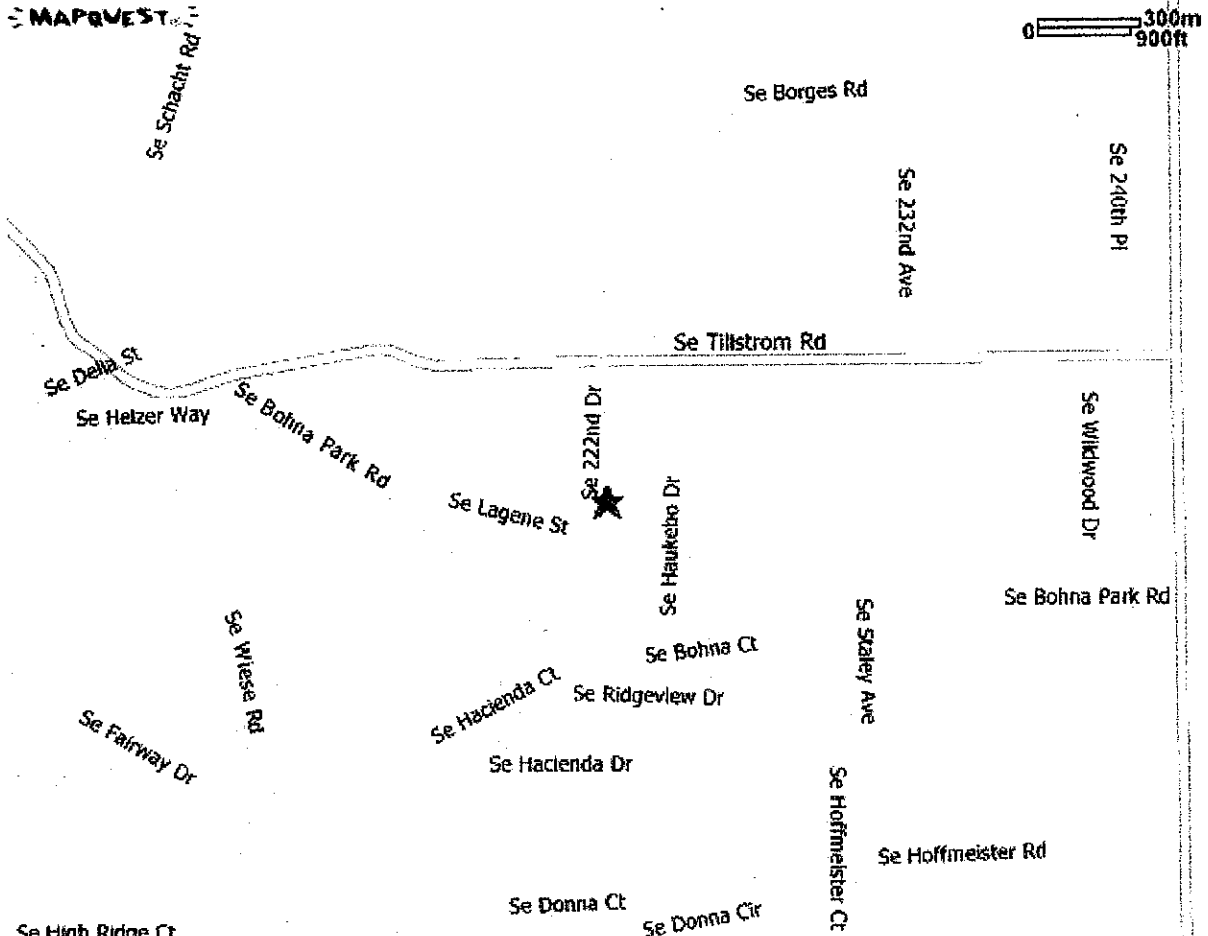 MAPQUEST
300m
0
900ft
Se Schacht Rd
Se Borges Rd
Se 240th Pl
Se 232nd Ave
Se Tillstrom Rd
Se Della St
Se Helzer Way
Se Bohna Park Rd
Se 222nd Dr
Se Wildwood Dr
Se Lagene St
Se Haukebo Dr
Se Bohna Park Rd
Se Wiese Rd
Se Staley Ave
Se Bohna Ct
Se Hacienda Ct
Se Ridgeview Dr
Se Fairway Dr
Se Hacienda Dr
Se Hoffmeister Ct
Se Hoffmeister Rd
Se Donna Ct
Se Donna Cir
Se High Ridge Ct